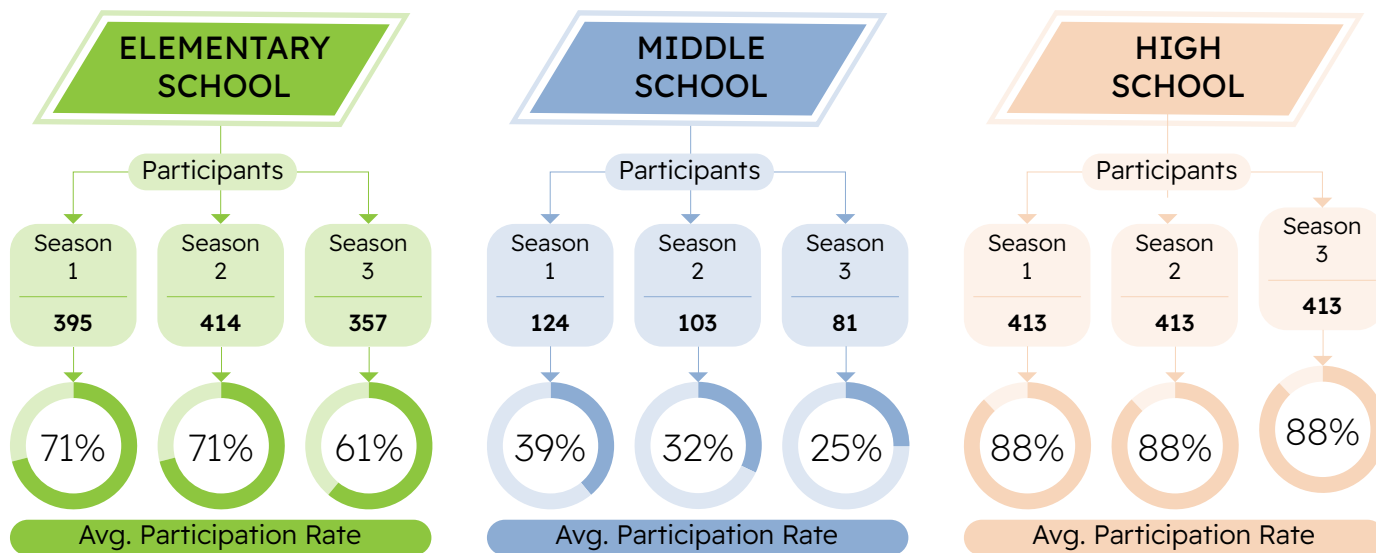 ELEMENTARY
SCHOOL
Participants
Season
1
395
71%
Season
2
414
71%
Season
3
357
61%
Avg. Participation Rate
MIDDLE
SCHOOL
Participants
Season
1
124
39%
Season
2
103
32%
Season
3
81
25%
Avg. Participation Rate
HIGH
SCHOOL
Participants
Season
1
413
88%
Season
2
413
88%
Season
3
413
88%
Avg. Participation Rate